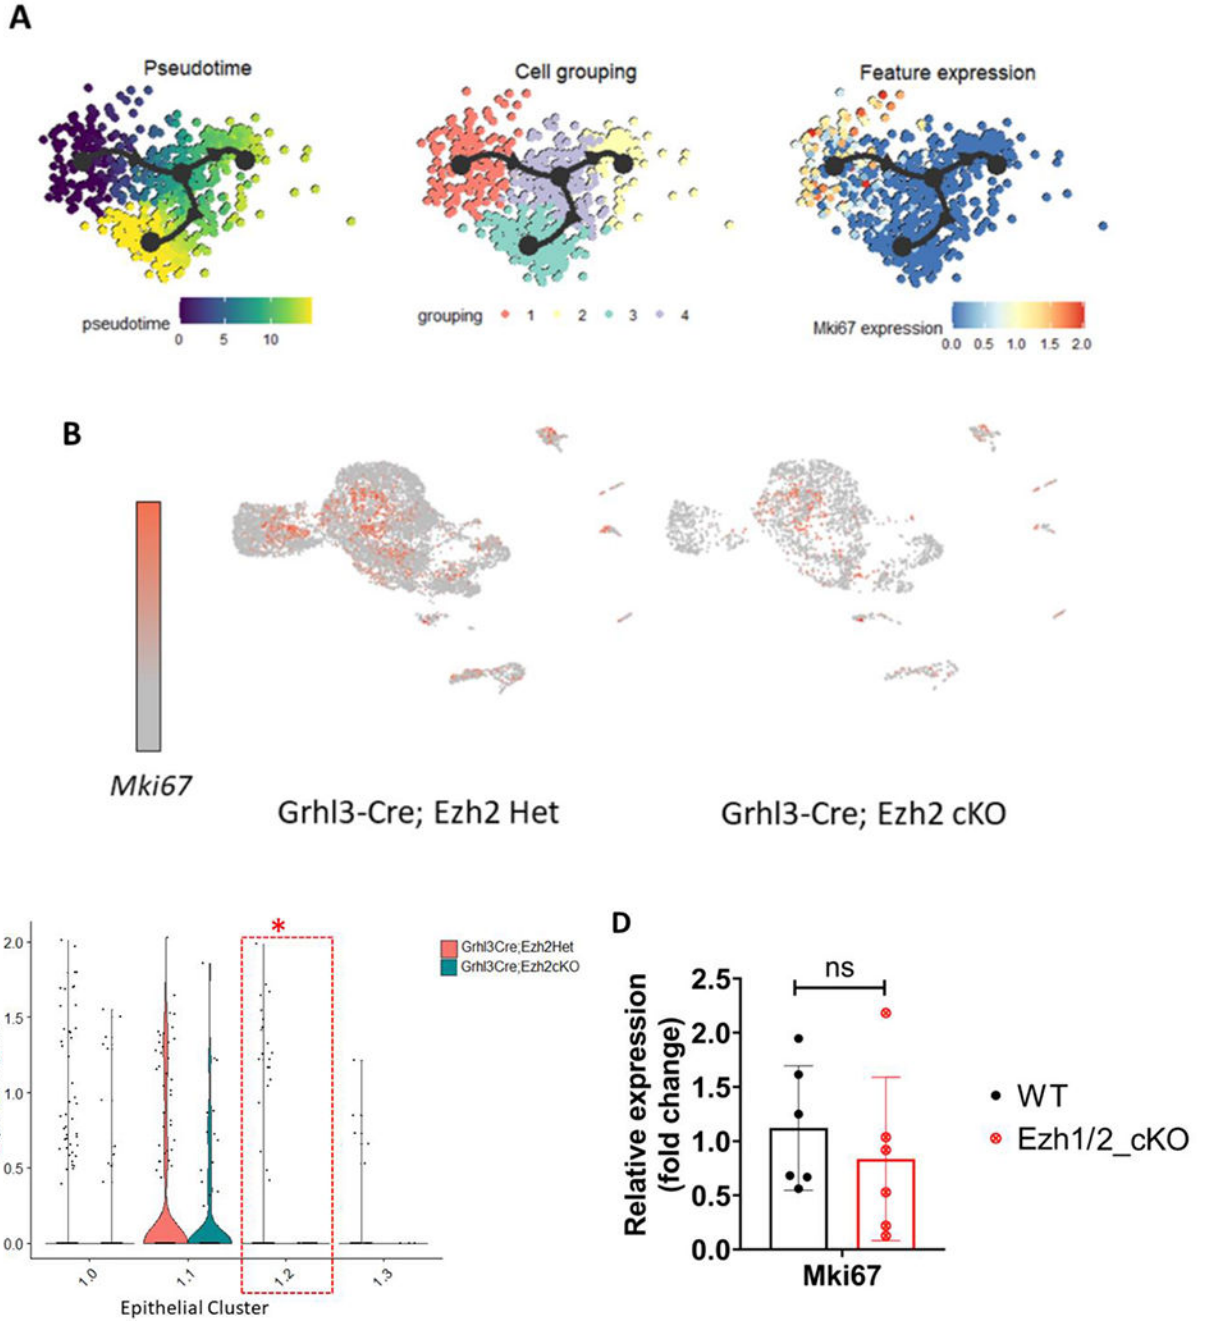 A
Pseudotime
Cell grouping
Feature expression
pseudotime
0 5 10
grouping 1 2 3 4
Mki67 expression
0.0 0.5 1.0 1.5 2.0
B
Mki67
Grhl3-Cre; Ezh2 Het
Grhl3-Cre; Ezh2 cKO
*
2.0
1.5
1.0
0.5
0.0
1.0
1.1
1.2
1.3
Epithelial Cluster
Grhl3Cre;Ezh2Het
Grhl3Cre;Ezh2cKO
D
ns
Relative expression
(fold change)
2.5
2.0
1.5
1.0
0.5
0.0
Mki67
WT
Ezh1/2_cKO